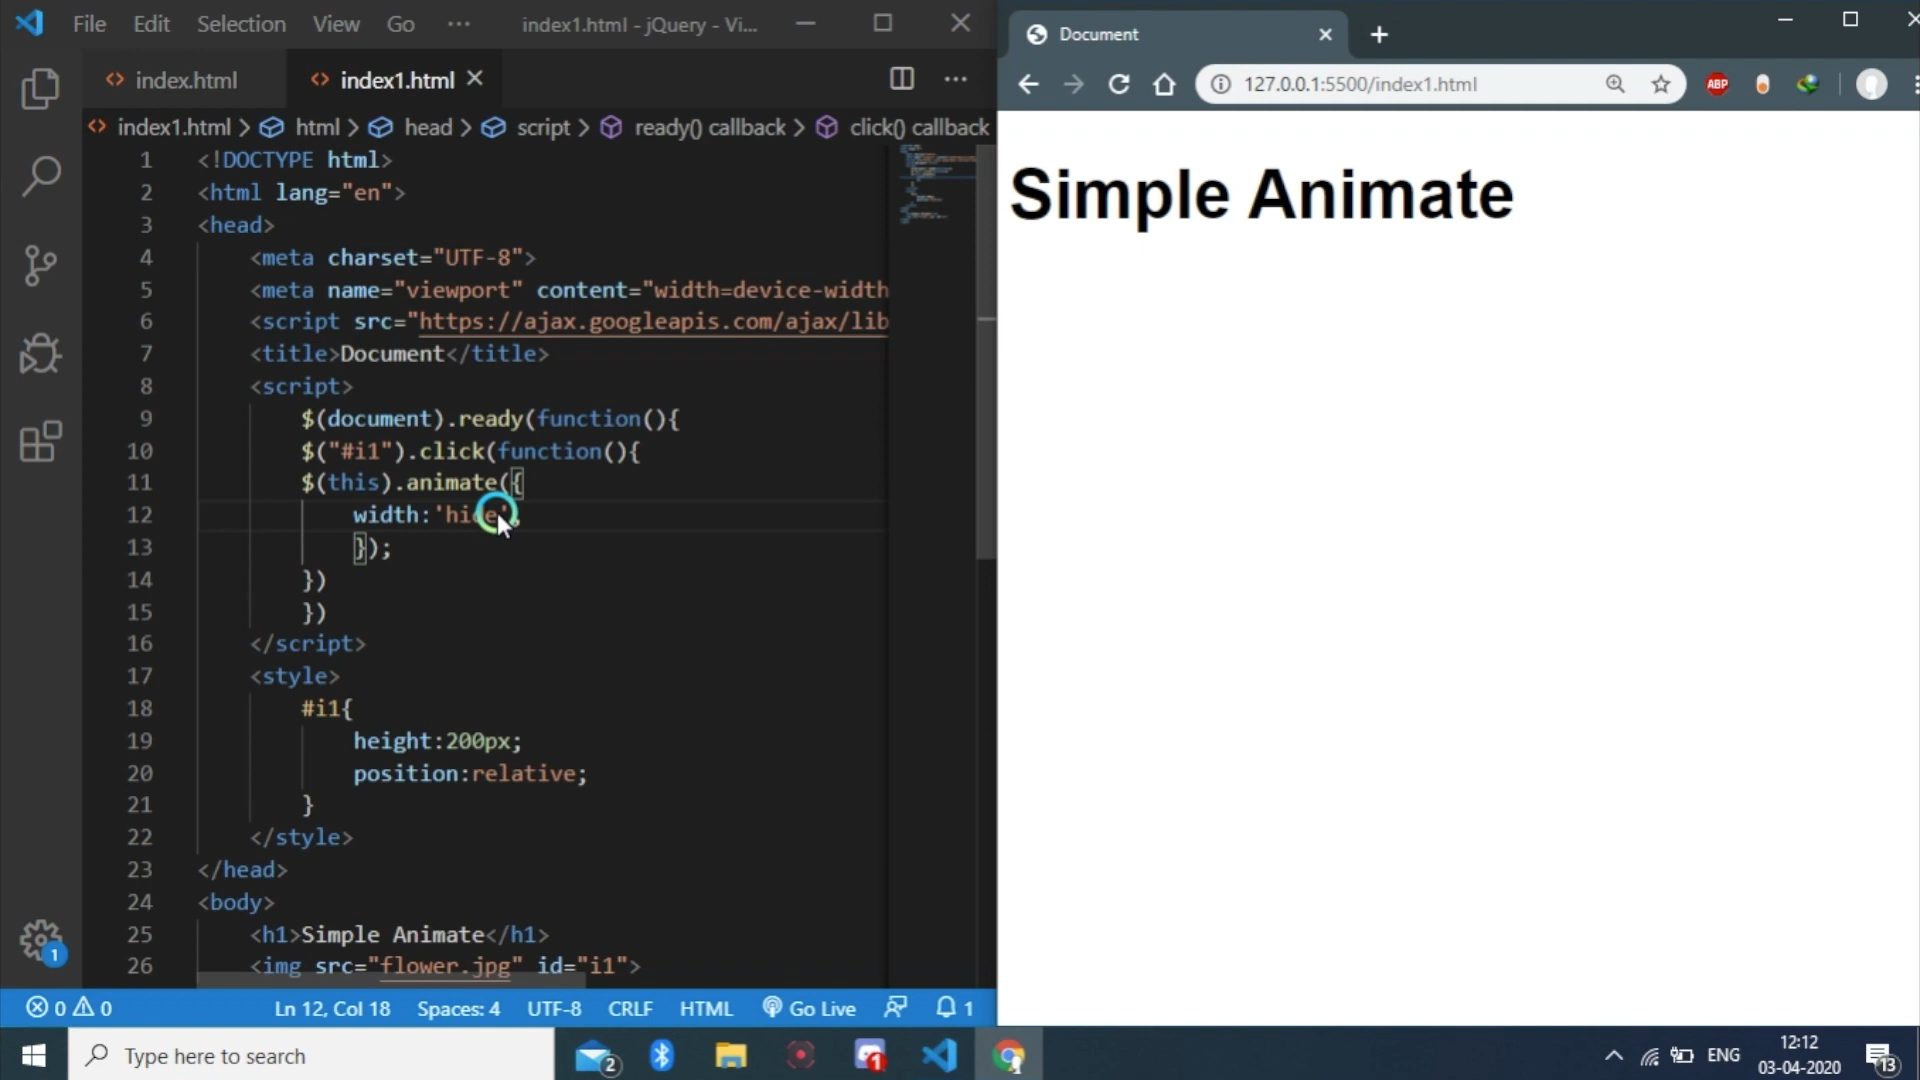 File Edit Selection View Go ··· index1.html - jQuery - Vi...
index.html index1.html
index1.html > html > head > script > ready() callback > click() callback
1 <!DOCTYPE html>
2 <html lang="en">
3 <head>
4 <meta charset="UTF-8">
5 <meta name="viewport" content="width=device-width
6 <script src="https://ajax.googleapis.com/ajax/lib
7 <title>Document</title>
8 <script>
9 $(document).ready(function(){
10 $("#i1").click(function(){
11 $(this).animate({
12 width:'hide',
13 });
14 })
15 })
16 </script>
17 <style>
18 #i1{
19 height:200px;
20 position:relative;
21 }
22 </style>
23 </head>
24 <body>
25 <h1>Simple Animate</h1>
26 <img src="flower.jpg" id="i1">
0 0 Ln 12, Col 18 Spaces: 4 UTF-8 CRLF HTML Go Live 1
1
Document
127.0.0.1:5500/index1.html
ABP
Simple Animate
Type here to search
2
1
ENG
12:12
03-04-2020
13